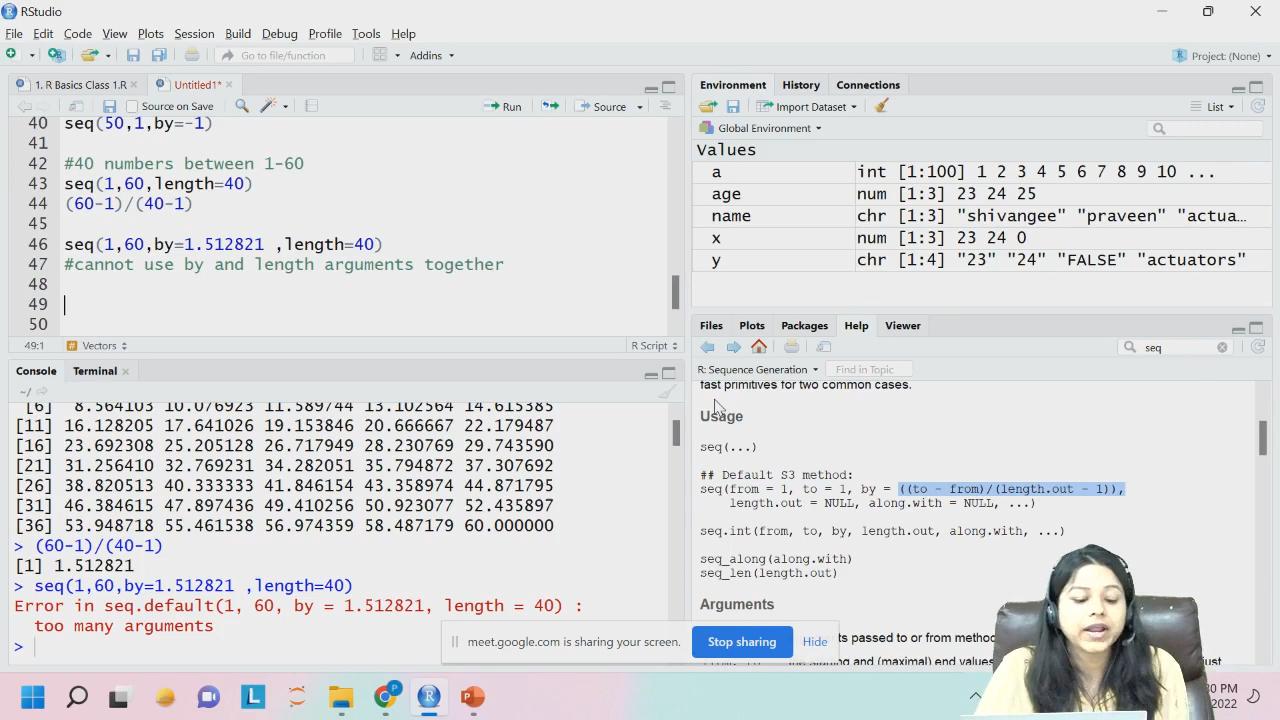 RStudio
File Edit Code View Plots Session Build Debug Profile Tools Help
Go to file/function Addins Project: (None)
1. R Basics Class 1.R Untitled1*
Source on Save Run Source
40 seq(50,1,by=-1)
41
42 #40 numbers between 1-60
43 seq(1,60,length=40)
44 (60-1)/(40-1)
45
46 seq(1,60,by=1.512821 ,length=40)
47 #cannot use by and length arguments together
48
49
50
49:1 # Vectors R Script
Console Terminal
~/
[6] 8.564103 10.076923 11.589744 13.102564 14.615385
[11] 16.128205 17.641026 19.153846 20.666667 22.179487
[16] 23.692308 25.205128 26.717949 28.230769 29.743590
[21] 31.256410 32.769231 34.282051 35.794872 37.307692
[26] 38.820513 40.333333 41.846154 43.358974 44.871795
[31] 46.384615 47.897436 49.410256 50.923077 52.435897
[36] 53.948718 55.461538 56.974359 58.487179 60.000000
> (60-1)/(40-1)
[1] 1.512821
> seq(1,60,by=1.512821 ,length=40)
Error in seq.default(1, 60, by = 1.512821, length = 40) :
too many arguments
>
Environment History Connections
Import Dataset List
Global Environment
Values
a int [1:100] 1 2 3 4 5 6 7 8 9 10 ...
age num [1:3] 23 24 25
name chr [1:3] "shivangee" "praveen" "actua…
x num [1:3] 23 24 0
y chr [1:4] "23" "24" "FALSE" "actuators"
Files Plots Packages Help Viewer
seq
R: Sequence Generation Find in Topic
fast primitives for two common cases.
Usage
seq(...)
## Default S3 method:
seq(from = 1, to = 1, by = ((to - from)/(length.out - 1)),
length.out = NULL, along.with = NULL, ...)
seq.int(from, to, by, length.out, along.with, ...)
seq_along(along.with)
seq_len(length.out)
Arguments
passed to or from
the starting and (maximal) end values
meet.google.com is sharing your screen. Stop sharing Hide
L
P
R
P